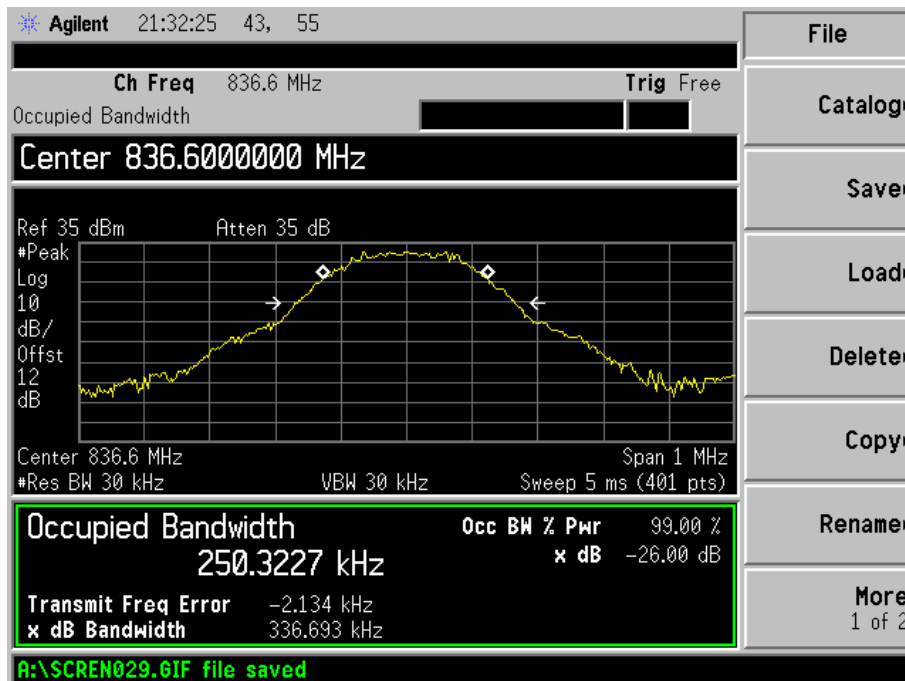 Agilent 21:32:25 43, 55
File
Ch Freq 836.6 MHz
Trig Free
Occupied Bandwidth
Catalog
Center 836.6000000 MHz
Save
Ref 35 dBm Atten 35 dB
#Peak
Log
10
dB/
Offst
12
dB
Load
Delete
Copy
Center 836.6 MHz Span 1 MHz
#Res BW 30 kHz VBW 30 kHz Sweep 5 ms (401 pts)
Occupied Bandwidth
250.3227 kHz
Occ BW % Pwr 99.00 %
x dB -26.00 dB
Rename
Transmit Freq Error -2.134 kHz
x dB Bandwidth 336.693 kHz
More
1 of 2
A:\SCREN029.GIF file saved